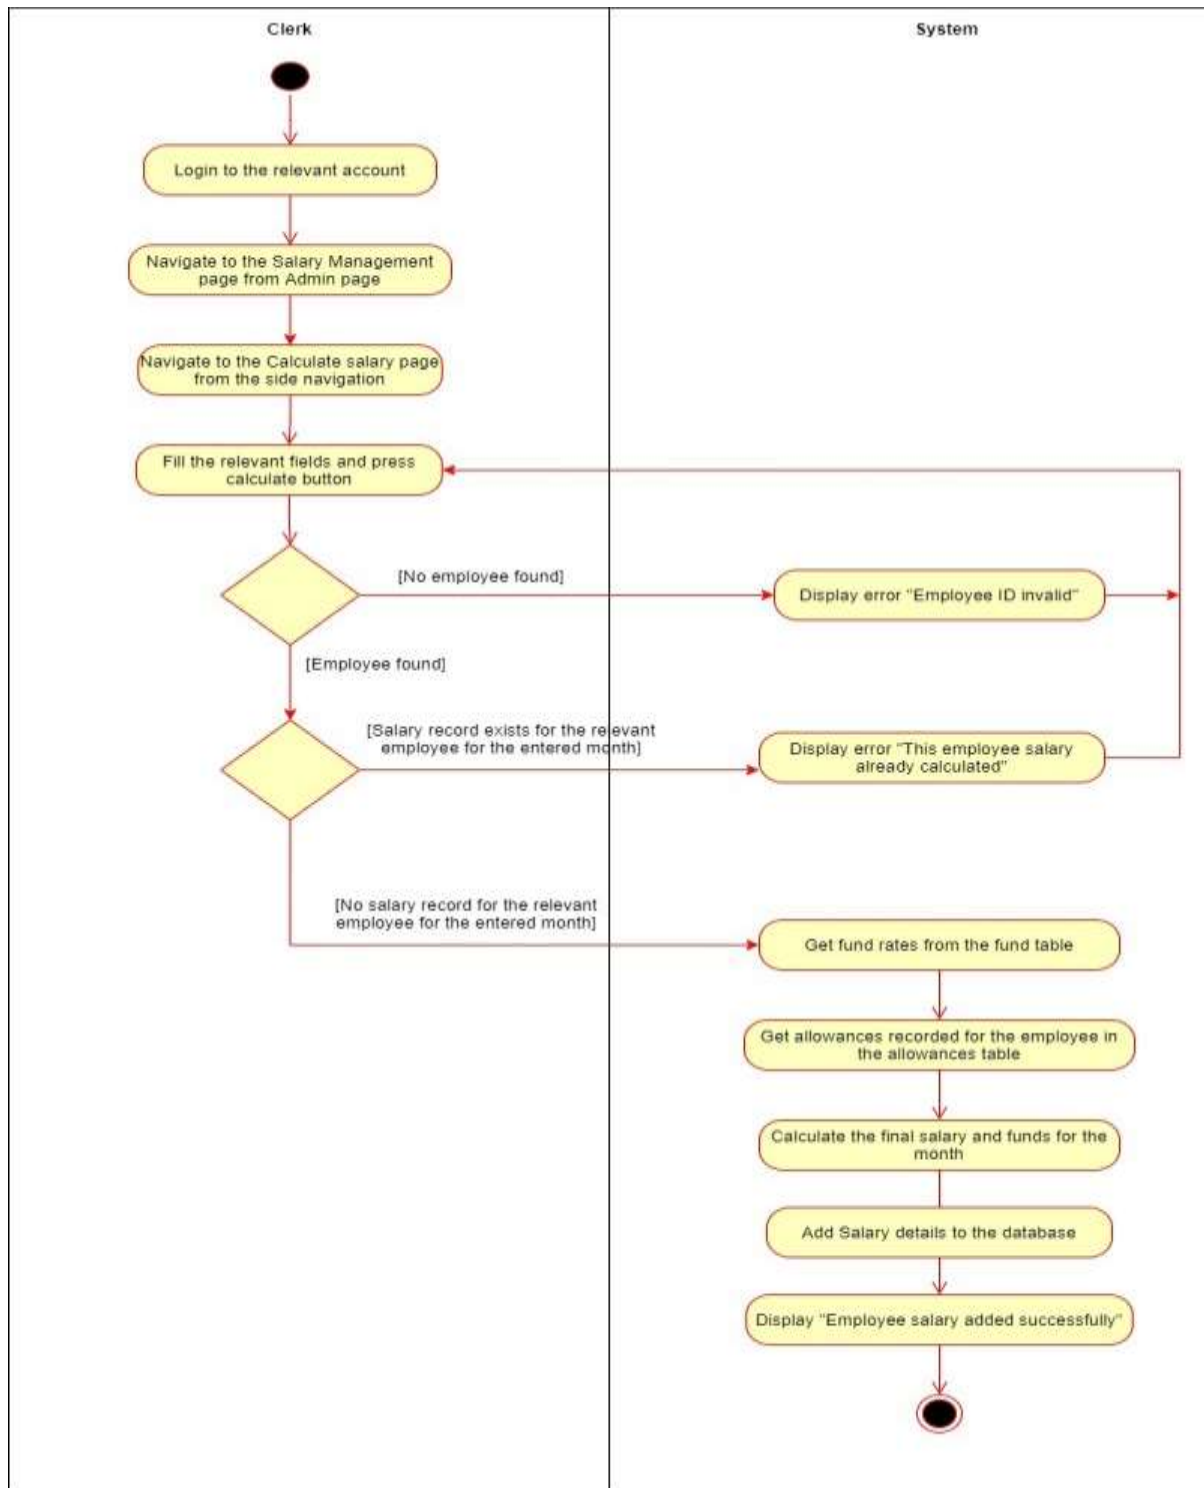 Clerk
System
Login to the relevant account
Navigate to the Salary Management
page from Admin page
Navigate to the Calculate salary page
from the side navigation
Fill the relevant fields and press
calculate button
[No employee found]
Display error "Employee ID invalid"
[Employee found]
[Salary record exists for the relevant
employee for the entered month]
Display error "This employee salary
already calculated"
[No salary record for the relevant
employee for the entered month]
Get fund rates from the fund table
Get allowances recorded for the employee in
the allowances table
Calculate the final salary and funds for the
month
Add Salary details to the database
Display "Employee salary added successfully"